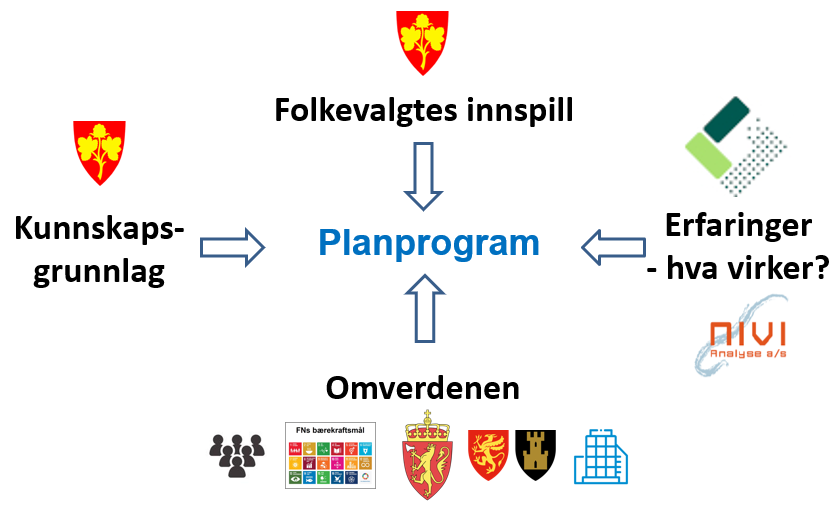 Folkevalgtes innspill
Kunnskaps-
grunnlag
Planprogram
Erfaringer
- hva virker?
NIVI
Analyse a/s
Omverdenen
FNs bærekraftsmål